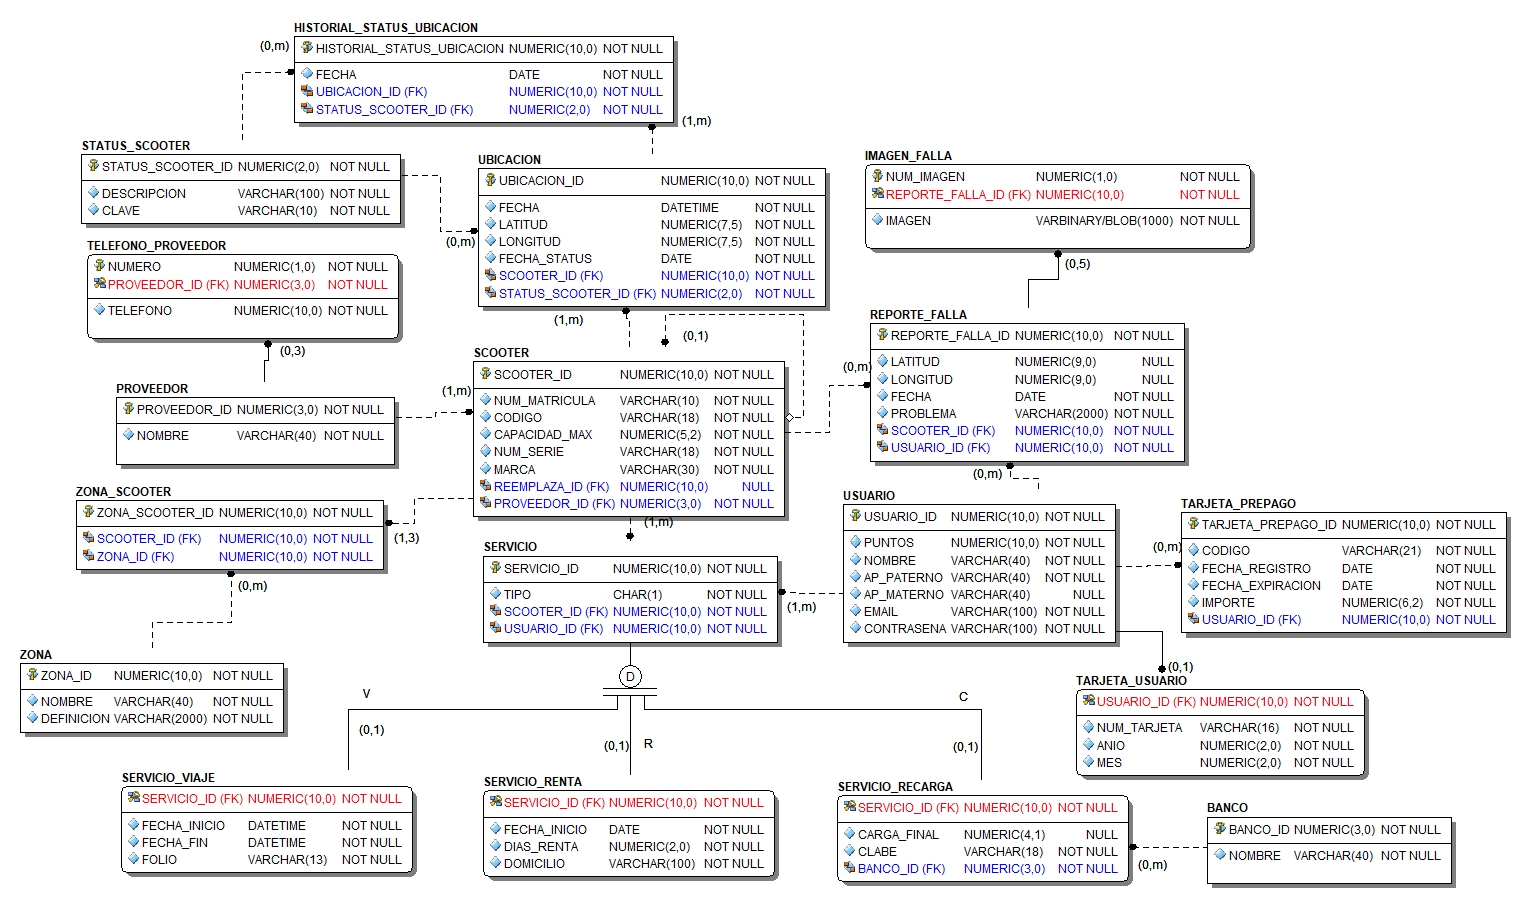 HISTORIAL_STATUS_UBICACION
HISTORIAL_STATUS_UBICACION NUMERIC(10,0) NOT NULL
FECHA DATE NOT NULL
UBICACION_ID (FK) NUMERIC(10,0) NOT NULL
STATUS_SCOOTER_ID (FK) NUMERIC(2,0) NOT NULL
(0,m)
(1,m)
STATUS_SCOOTER
STATUS_SCOOTER_ID NUMERIC(2,0) NOT NULL
DESCRIPCION VARCHAR(100) NOT NULL
CLAVE VARCHAR(10) NOT NULL
(0,m)
UBICACION
UBICACION_ID NUMERIC(10,0) NOT NULL
FECHA DATETIME NOT NULL
LATITUD NUMERIC(7,5) NOT NULL
LONGITUD NUMERIC(7,5) NOT NULL
FECHA_STATUS DATE NOT NULL
SCOOTER_ID (FK) NUMERIC(10,0) NOT NULL
STATUS_SCOOTER_ID (FK) NUMERIC(2,0) NOT NULL
(1,m)
(0,1)
IMAGEN_FALLA
NUM_IMAGEN NUMERIC(1,0) NOT NULL
REPORTE_FALLA_ID (FK) NUMERIC(10,0) NOT NULL
IMAGEN VARBINARY/BLOB(1000) NOT NULL
(0,5)
TELEFONO_PROVEEDOR
NUMERO NUMERIC(1,0) NOT NULL
PROVEEDOR_ID (FK) NUMERIC(3,0) NOT NULL
TELEFONO NUMERIC(10,0) NOT NULL
(0,3)
PROVEEDOR
PROVEEDOR_ID NUMERIC(3,0) NOT NULL
NOMBRE VARCHAR(40) NOT NULL
(1,m)
SCOOTER
SCOOTER_ID NUMERIC(10,0) NOT NULL
NUM_MATRICULA VARCHAR(10) NOT NULL
CODIGO VARCHAR(18) NOT NULL
CAPACIDAD_MAX NUMERIC(5,2) NOT NULL
NUM_SERIE VARCHAR(18) NOT NULL
MARCA VARCHAR(30) NOT NULL
REEMPLAZA_ID (FK) NUMERIC(10,0) NULL
PROVEEDOR_ID (FK) NUMERIC(3,0) NOT NULL
(1,m)
REPORTE_FALLA
REPORTE_FALLA_ID NUMERIC(10,0) NOT NULL
LATITUD NUMERIC(9,0) NULL
LONGITUD NUMERIC(9,0) NULL
FECHA DATE NOT NULL
PROBLEMA VARCHAR(2000) NOT NULL
SCOOTER_ID (FK) NUMERIC(10,0) NOT NULL
USUARIO_ID (FK) NUMERIC(10,0) NOT NULL
(0,m)
(0,m)
ZONA_SCOOTER
ZONA_SCOOTER_ID NUMERIC(10,0) NOT NULL
SCOOTER_ID (FK) NUMERIC(10,0) NOT NULL
ZONA_ID (FK) NUMERIC(10,0) NOT NULL
(1,3)
(0,m)
SERVICIO
SERVICIO_ID NUMERIC(10,0) NOT NULL
TIPO CHAR(1) NOT NULL
SCOOTER_ID (FK) NUMERIC(10,0) NOT NULL
USUARIO_ID (FK) NUMERIC(10,0) NOT NULL
(1,m)
USUARIO
USUARIO_ID NUMERIC(10,0) NOT NULL
PUNTOS NUMERIC(10,0) NOT NULL
NOMBRE VARCHAR(40) NOT NULL
AP_PATERNO VARCHAR(40) NOT NULL
AP_MATERNO VARCHAR(40) NULL
EMAIL VARCHAR(100) NOT NULL
CONTRASENA VARCHAR(100) NOT NULL
TARJETA_PREPAGO
TARJETA_PREPAGO_ID NUMERIC(10,0) NOT NULL
CODIGO VARCHAR(21) NOT NULL
FECHA_REGISTRO DATE NOT NULL
FECHA_EXPIRACION DATE NOT NULL
IMPORTE NUMERIC(6,2) NOT NULL
USUARIO_ID (FK) NUMERIC(10,0) NOT NULL
(0,m)
(0,1)
TARJETA_USUARIO
USUARIO_ID (FK) NUMERIC(10,0) NOT NULL
NUM_TARJETA VARCHAR(16) NOT NULL
ANIO NUMERIC(2,0) NOT NULL
MES NUMERIC(2,0) NOT NULL
ZONA
ZONA_ID NUMERIC(10,0) NOT NULL
NOMBRE VARCHAR(40) NOT NULL
DEFINICION VARCHAR(2000) NOT NULL
D
V
(0,1)
(0,1) R
C
(0,1)
SERVICIO_VIAJE
SERVICIO_ID (FK) NUMERIC(10,0) NOT NULL
FECHA_INICIO DATETIME NOT NULL
FECHA_FIN DATETIME NOT NULL
FOLIO VARCHAR(13) NOT NULL
SERVICIO_RENTA
SERVICIO_ID (FK) NUMERIC(10,0) NOT NULL
FECHA_INICIO DATE NOT NULL
DIAS_RENTA NUMERIC(2,0) NOT NULL
DOMICILIO VARCHAR(100) NOT NULL
SERVICIO_RECARGA
SERVICIO_ID (FK) NUMERIC(10,0) NOT NULL
CARGA_FINAL NUMERIC(4,1) NULL
CLABE VARCHAR(18) NOT NULL
BANCO_ID (FK) NUMERIC(3,0) NOT NULL
(0,m)
BANCO
BANCO_ID NUMERIC(3,0) NOT NULL
NOMBRE VARCHAR(40) NOT NULL